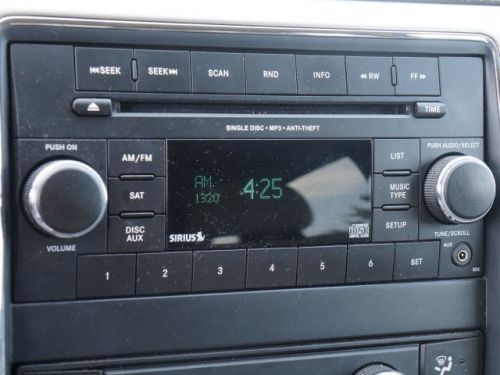 SEEK SEEK SCAN RND INFO RW FF
TIME
SINGLE DISC • MP3 • ANTI-THEFT
PUSH ON
PUSH AUDIO/SELECT
AM/FM
SAT
DISC AUX
AM
1320
4:25
SIRIUS
LIST
MUSIC TYPE
SETUP
VOLUME
TUNE/SCROLL
1 2 3 4 5 6 SET
AUX